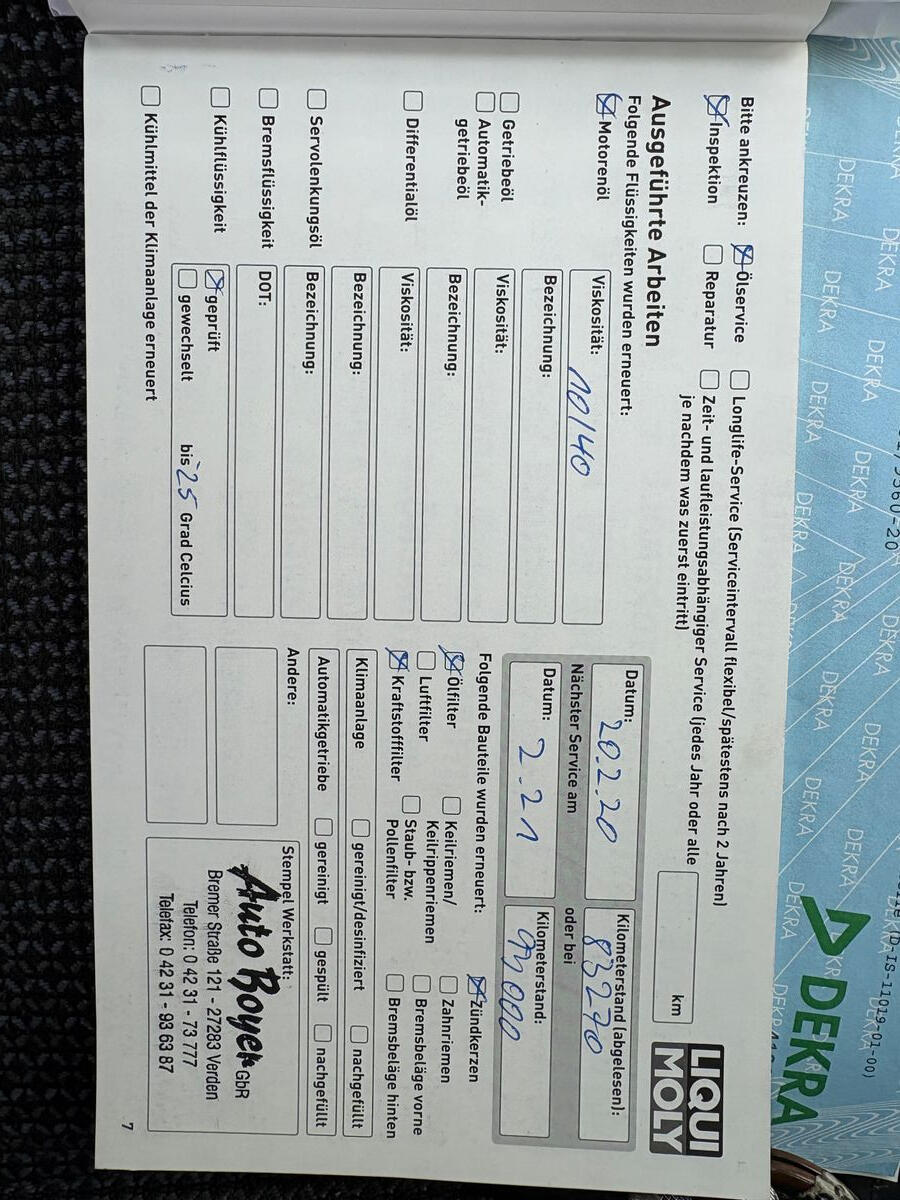 Bitte ankreuzen:
Ölservice
Longlife-Service (Serviceintervall flexibel/spätestens nach 2 Jahren)
Inspektion
Reparatur
Zeit- und laufleistungsabhängiger Service (jedes Jahr oder alle
km
je nachdem was zuerst eintritt)
LIQUI
MOLY
Ausgeführte Arbeiten
Folgende Flüssigkeiten wurden erneuert:
Motorenöl
Viskosität: 10/40
Bezeichnung:
Getriebeöl
Automatik-
getriebeöl
Viskosität:
Bezeichnung:
Differentialöl
Viskosität:
Bezeichnung:
Servolenkungsöl
Bezeichnung:
Bremsflüssigkeit
DOT:
Kühlflüssigkeit
geprüft
gewechselt
bis 25 Grad Celcius
Kühlmittel der Klimaanlage erneuert
Datum: 20.2.20
Kilometerstand (abgelesen): 83270
Nächster Service am
oder bei
Datum: 2.21
Kilometerstand: 93000
Folgende Bauteile wurden erneuert:
Ölfilter
Keilriemen/
Keilrippenriemen
Zündkerzen
Zahnriemen
Luftfilter
Staub- bzw.
Pollenfilter
Bremsbeläge vorne
Kraftstofffilter
Bremsbeläge hinten
Klimaanlage
gereinigt/desinfiziert
nachgefüllt
Automatikgetriebe
gereinigt
gespült
nachgefüllt
Andere:
Stempel Werkstatt:
Auto Boyer GbR
Bremer Straße 121 - 27283 Verden
Telefon: 0 42 31 - 73 777
Telefax: 0 42 31 - 93 63 87
7
DEKRA
(D-IS-11019-01-00)